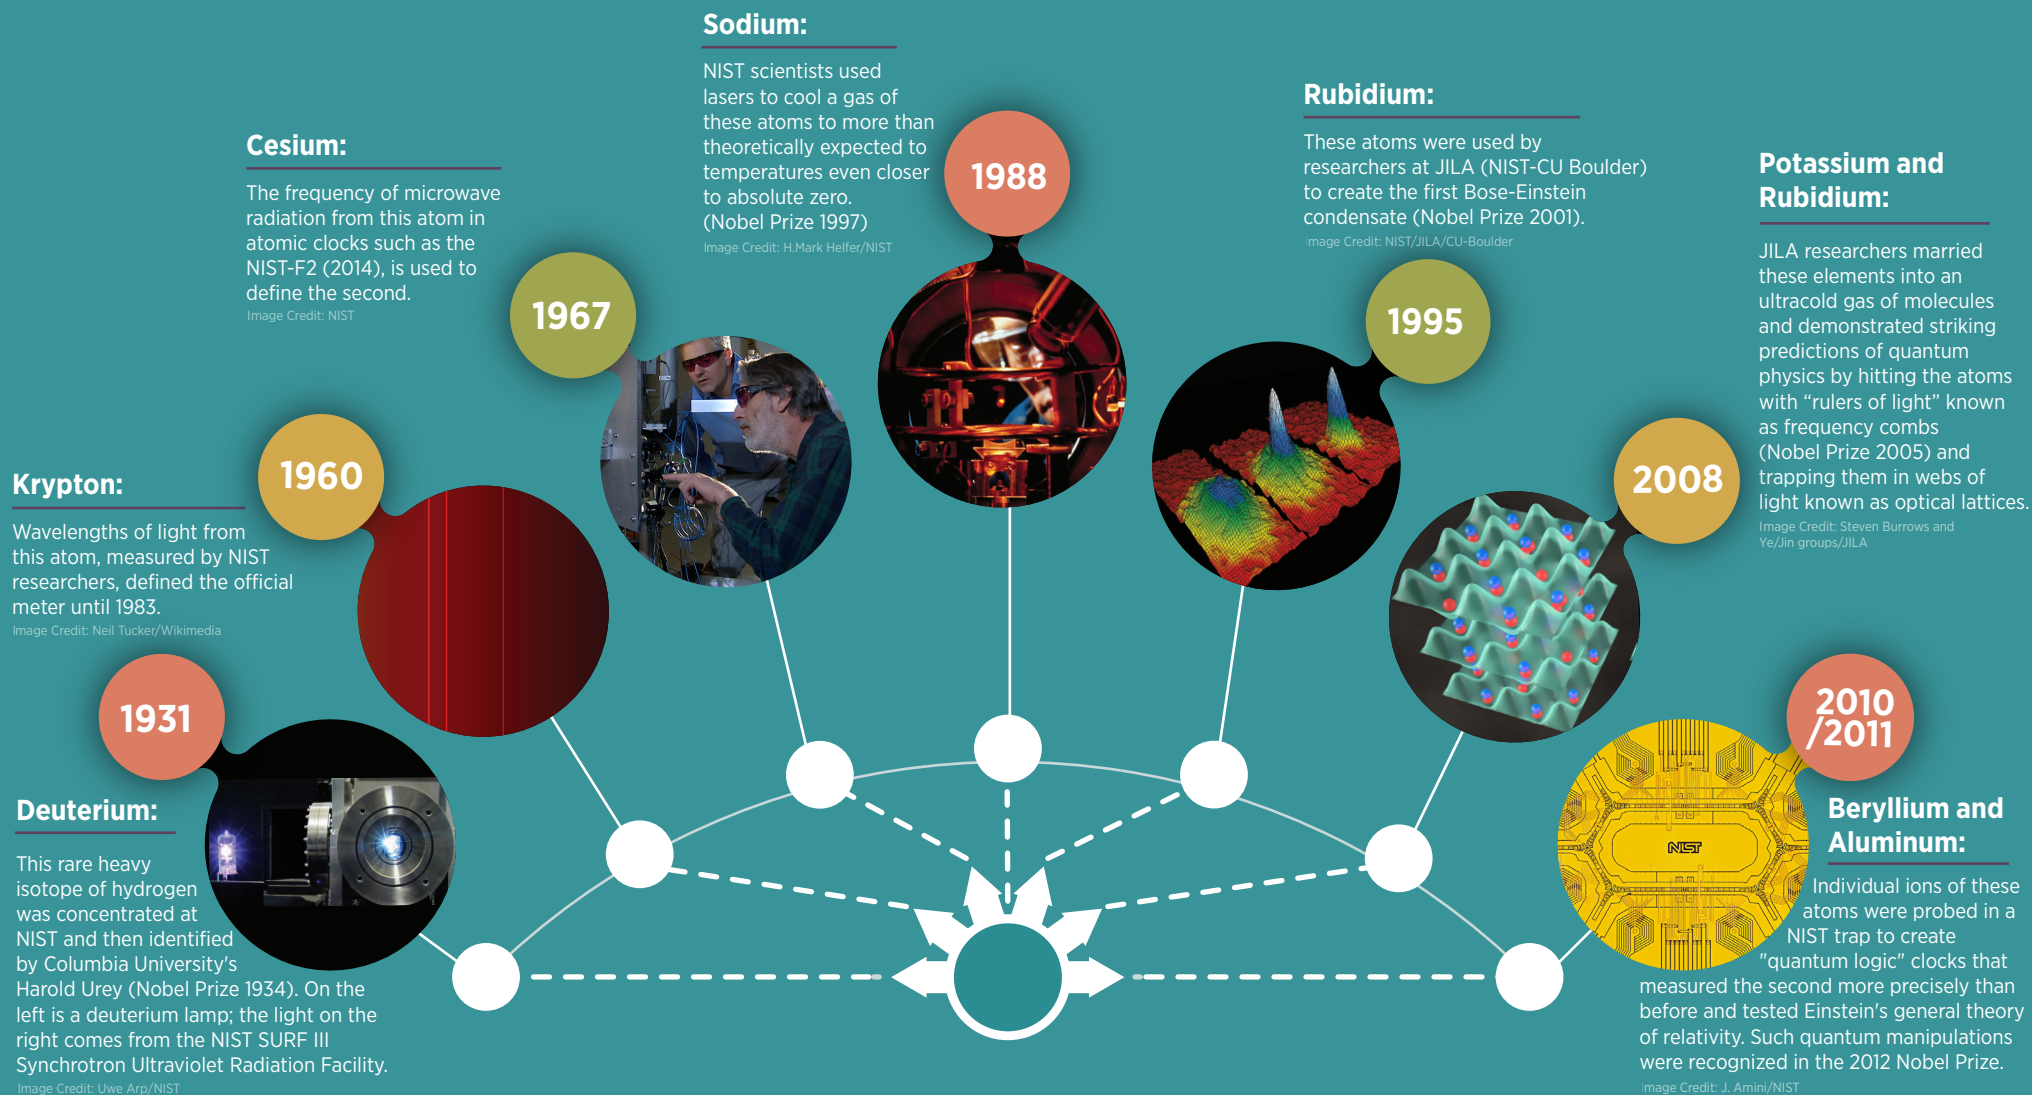 Deuterium:
1931
This rare heavy
isotope of hydrogen
was concentrated at
NIST and then identified
by Columbia University's
Harold Urey (Nobel Prize 1934). On the
left is a deuterium lamp; the light on the
right comes from the NIST SURF III
Synchrotron Ultraviolet Radiation Facility.
Image Credit: Uwe Arp/NIST
Krypton:
1960
Wavelengths of light from
this atom, measured by NIST
researchers, defined the official
meter until 1983.
Image Credit: Neil Tucker/Wikimedia
Cesium:
1967
The frequency of microwave
radiation from this atom in
atomic clocks such as the
NIST-F2 (2014), is used to
define the second.
Image Credit: NIST
Sodium:
1988
NIST scientists used
lasers to cool a gas of
these atoms to more than
theoretically expected to
temperatures even closer
to absolute zero.
(Nobel Prize 1997)
Image Credit: H.Mark Helfer/NIST
Rubidium:
1995
These atoms were used by
researchers at JILA (NIST-CU Boulder)
to create the first Bose-Einstein
condensate (Nobel Prize 2001).
Image Credit: NIST/JILA/CU-Boulder
Potassium and
Rubidium:
2008
JILA researchers married
these elements into an
ultracold gas of molecules
and demonstrated striking
predictions of quantum
physics by hitting the atoms
with “rulers of light” known
as frequency combs
(Nobel Prize 2005) and
trapping them in webs of
light known as optical lattices.
Image Credit: Steven Burrows and
Ye/Jin groups/JILA
2010
/2011
NIST
Beryllium and
Aluminum:
Individual ions of these
atoms were probed in a
NIST trap to create
"quantum logic" clocks that
measured the second more precisely than
before and tested Einstein's general theory
of relativity. Such quantum manipulations
were recognized in the 2012 Nobel Prize.
Image Credit: J. Amini/NIST